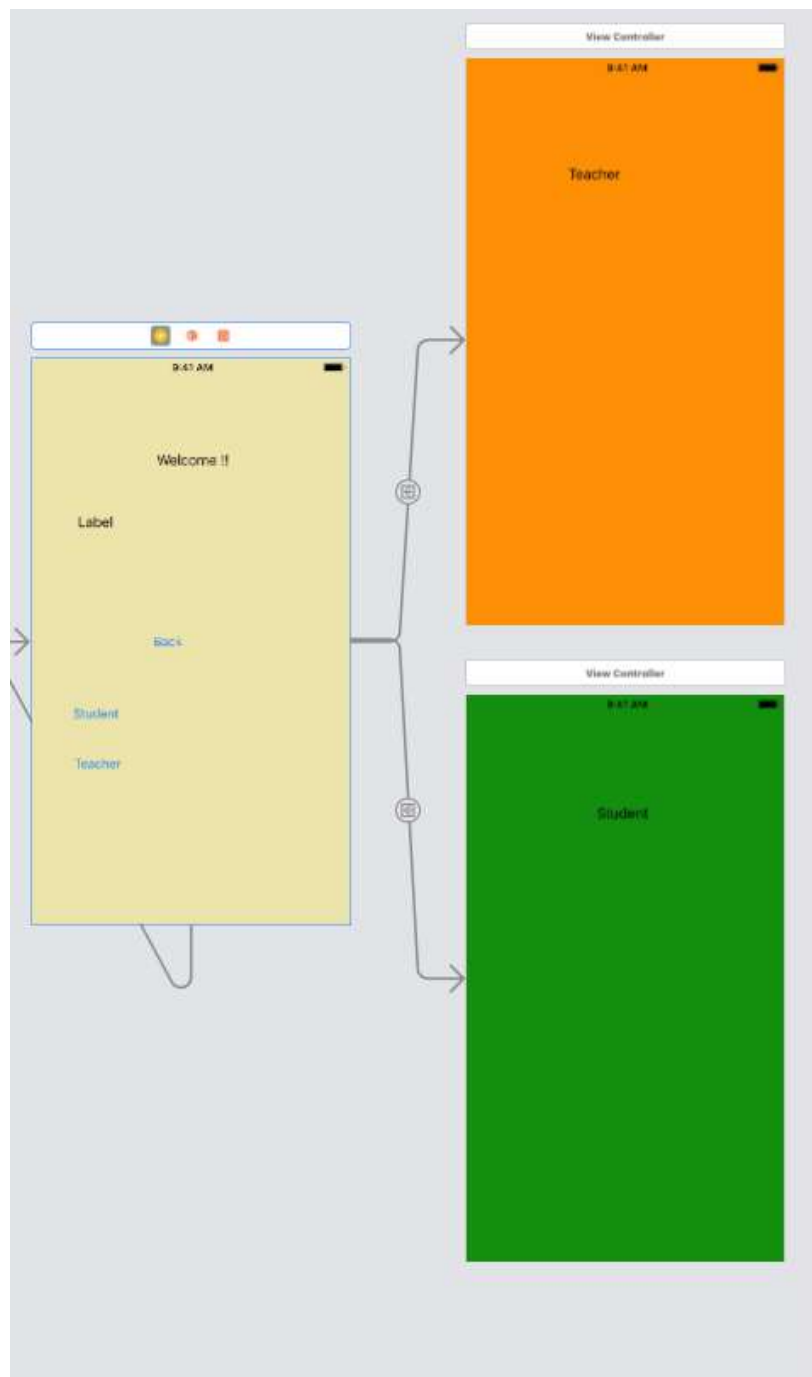 View Controller
9:41 AM
Teacher
9:41 AM
Welcome !!
Label
Back
Student
Teacher
View Controller
9:41 AM
Student